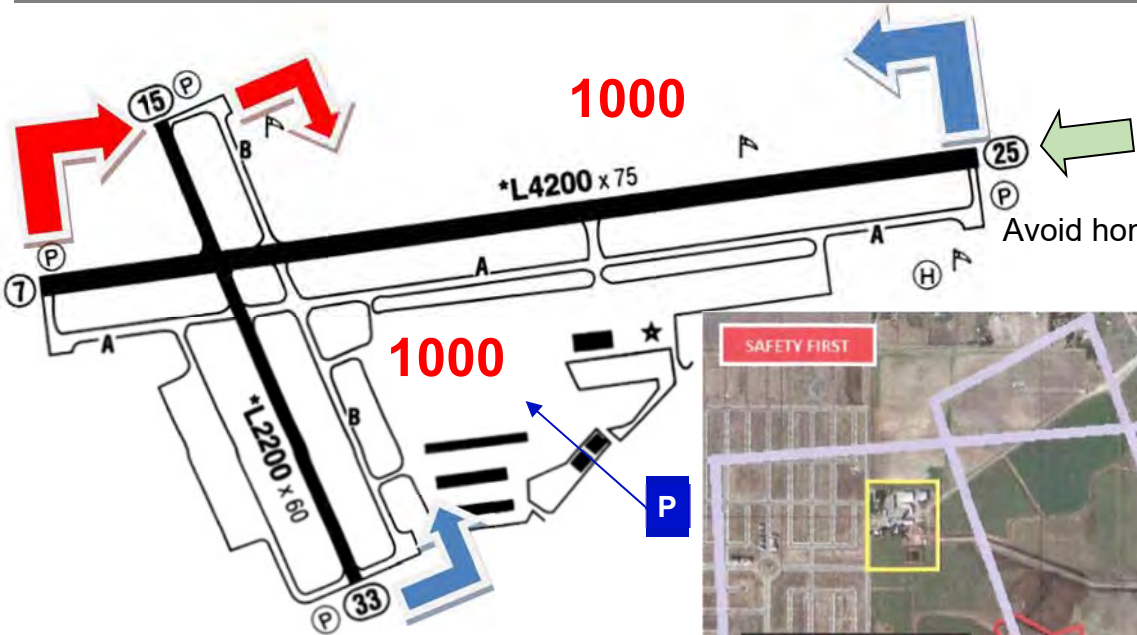 15
P
B
1000
25
P
*L4200 x 75
Avoid hor
P
7
A
A
H
A
1000
SAFETY FIRST
*L2200 x 60
B
P
P
33